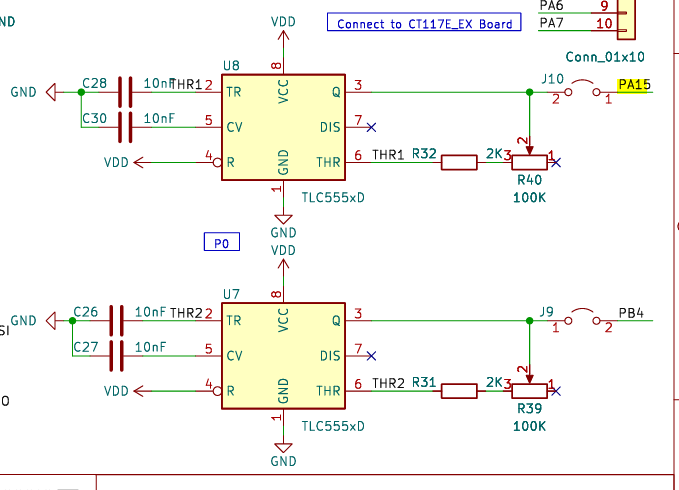 ND
VDD
Connect to CT117E_EX Board
PA6 9
PA7 10
Conn_01x10
U8
GND C28 10nF THR1 2 TR VCC 8 Q 3 J10 2 1 PA15
C30 10nF 5 CV DIS 7
VDD 4 R GND THR 6 THR1 R32 2K 3 2 1
R40
100K
1
TLC555xD
GND
P0
VDD
U7
SI GND C26 10nF THR2 2 TR VCC 8 Q 3 J9 1 2 PB4
C27 10nF 5 CV DIS 7
O VDD 4 R GND THR 6 THR2 R31 2K 3 2 1
R39
100K
1
TLC555xD
GND